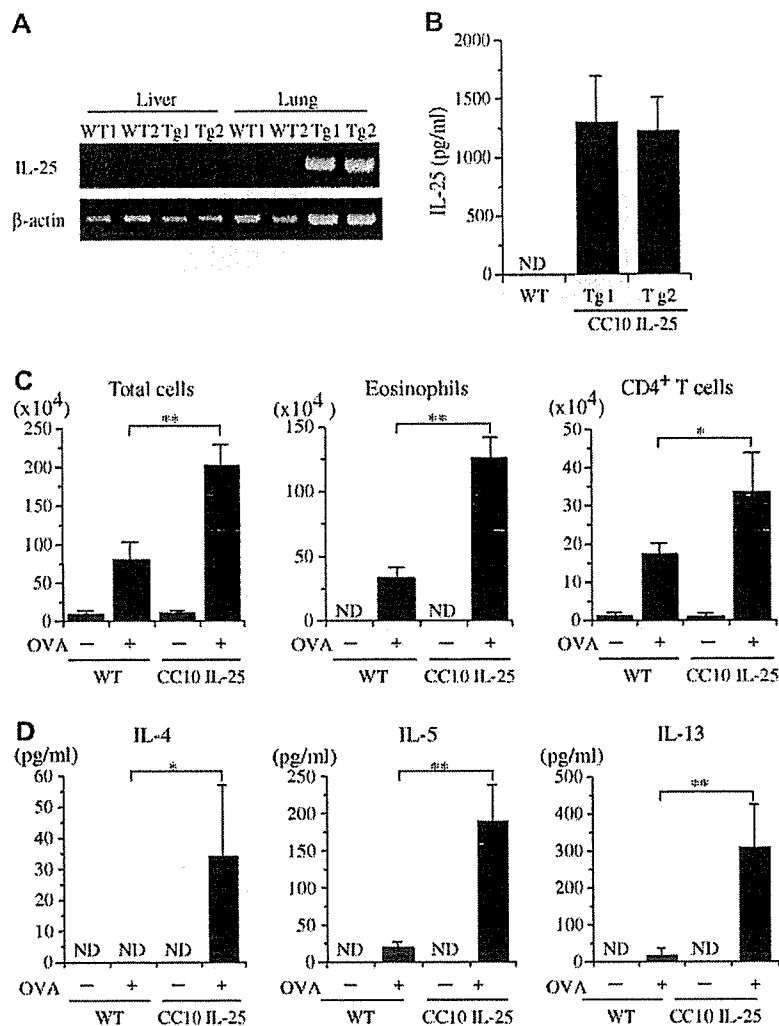 A
Liver Lung
WT1 WT2 Tg1 Tg2 WT1 WT2 Tg1 Tg2
IL-25
β-actin
B
IL-25 (pg/ml)
2000
1500
1250
1000
500
250
0
ND
WT Tg1 Tg2
CC10 IL-25
C
Total cells
(x10⁴)
250
200
150
100
50
0
**
OVA − + − +
WT CC10 IL-25
Eosinophils
(x10⁴)
150
100
50
0
**
ND ND
− + − +
WT CC10 IL-25
CD4⁺ T cells
(x10⁴)
50
40
30
20
10
0
*
OVA − + − +
WT CC10 IL-25
D
IL-4
(pg/ml)
60
50
40
30
20
10
0
*
ND ND ND
OVA − + − +
WT CC10 IL-25
IL-5
(pg/ml)
250
200
150
100
50
0
**
ND ND
OVA − + − +
WT CC10 IL-25
IL-13
(pg/ml)
500
400
300
200
100
0
**
ND ND
OVA − + − +
WT CC10 IL-25